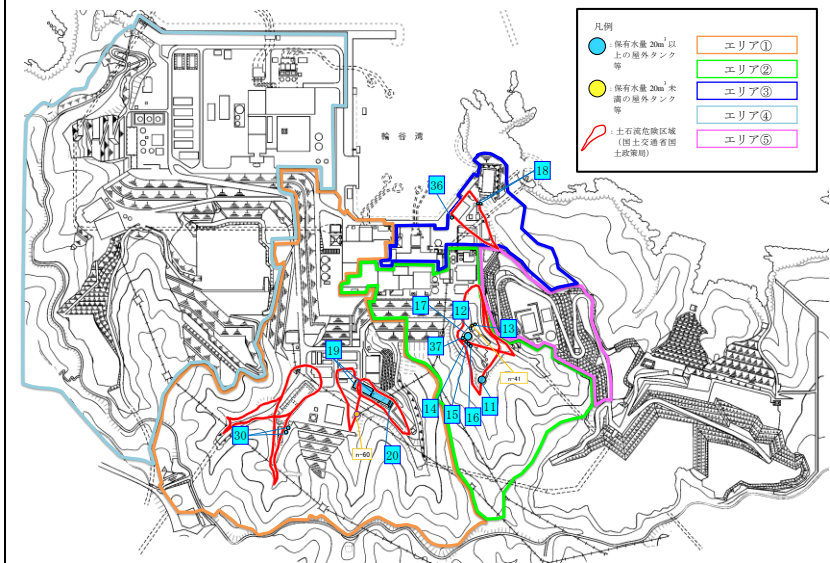 凡例
：保有水量 20m³以
上の屋外タンク
等
：保有水量 20m³未
満の屋外タンク
等
：土石流危険区域
（国土交通省国
土政策局）
エリア①
エリア②
エリア③
エリア④
エリア⑤
輪谷湾
36
18
17
12
13
19
37
n-41
14
15
16
11
30
n-60
20